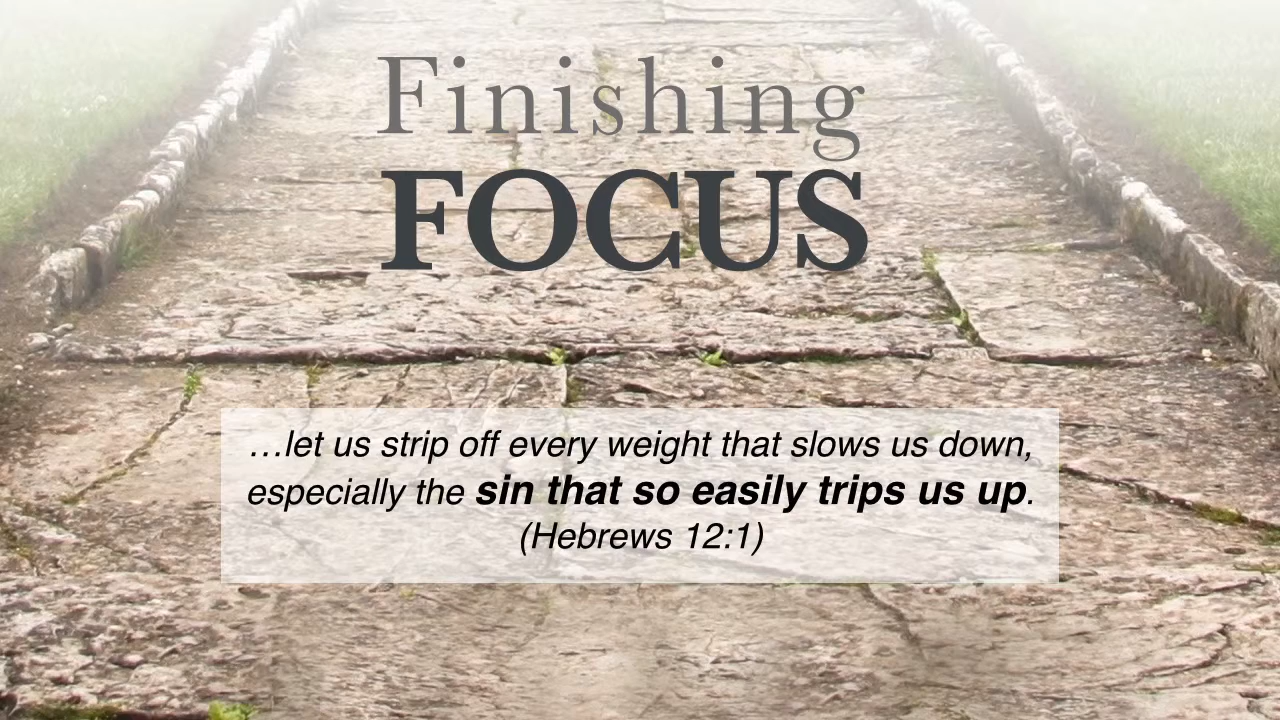 Finishing
FOCUS
…let us strip off every weight that slows us down,
especially the sin that so easily trips us up.
(Hebrews 12:1)